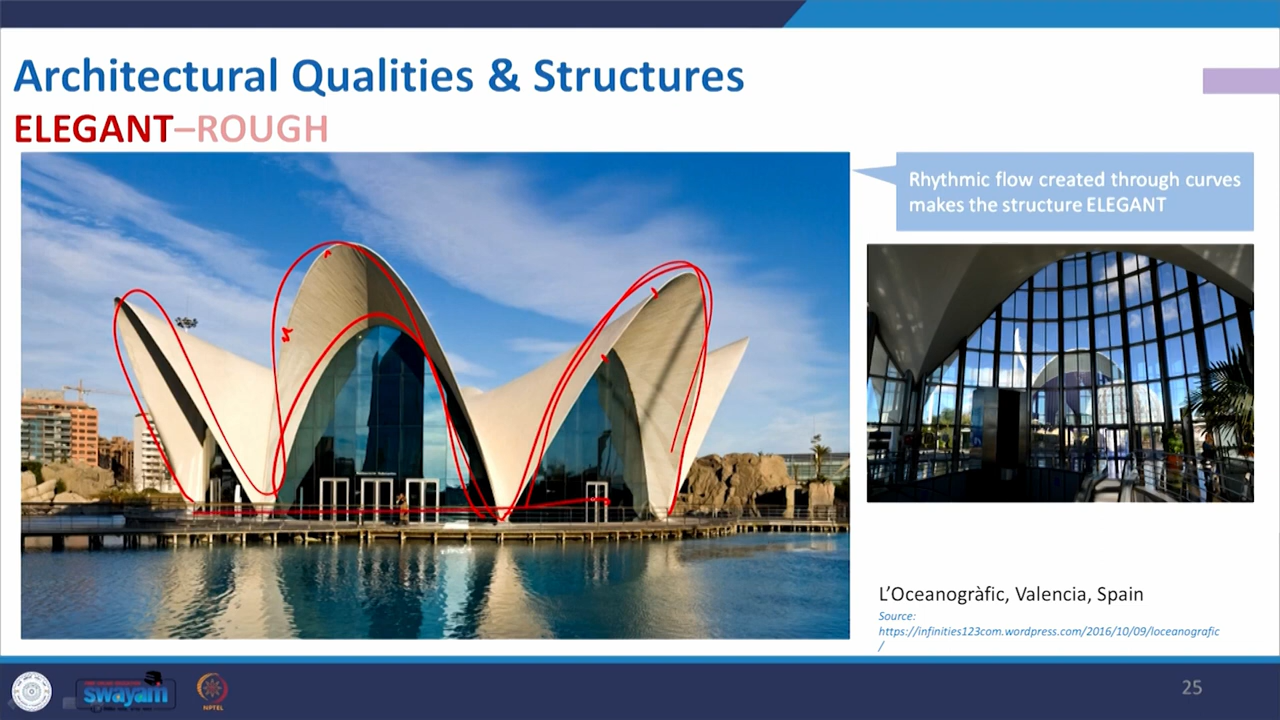 Architectural Qualities & Structures
ELEGANT–ROUGH
Rhythmic flow created through curves
makes the structure ELEGANT
L’Oceanogràfic, Valencia, Spain
Source:
https://infinities123com.wordpress.com/2016/10/09/loceanografic
/
swayam
NPTEL
25